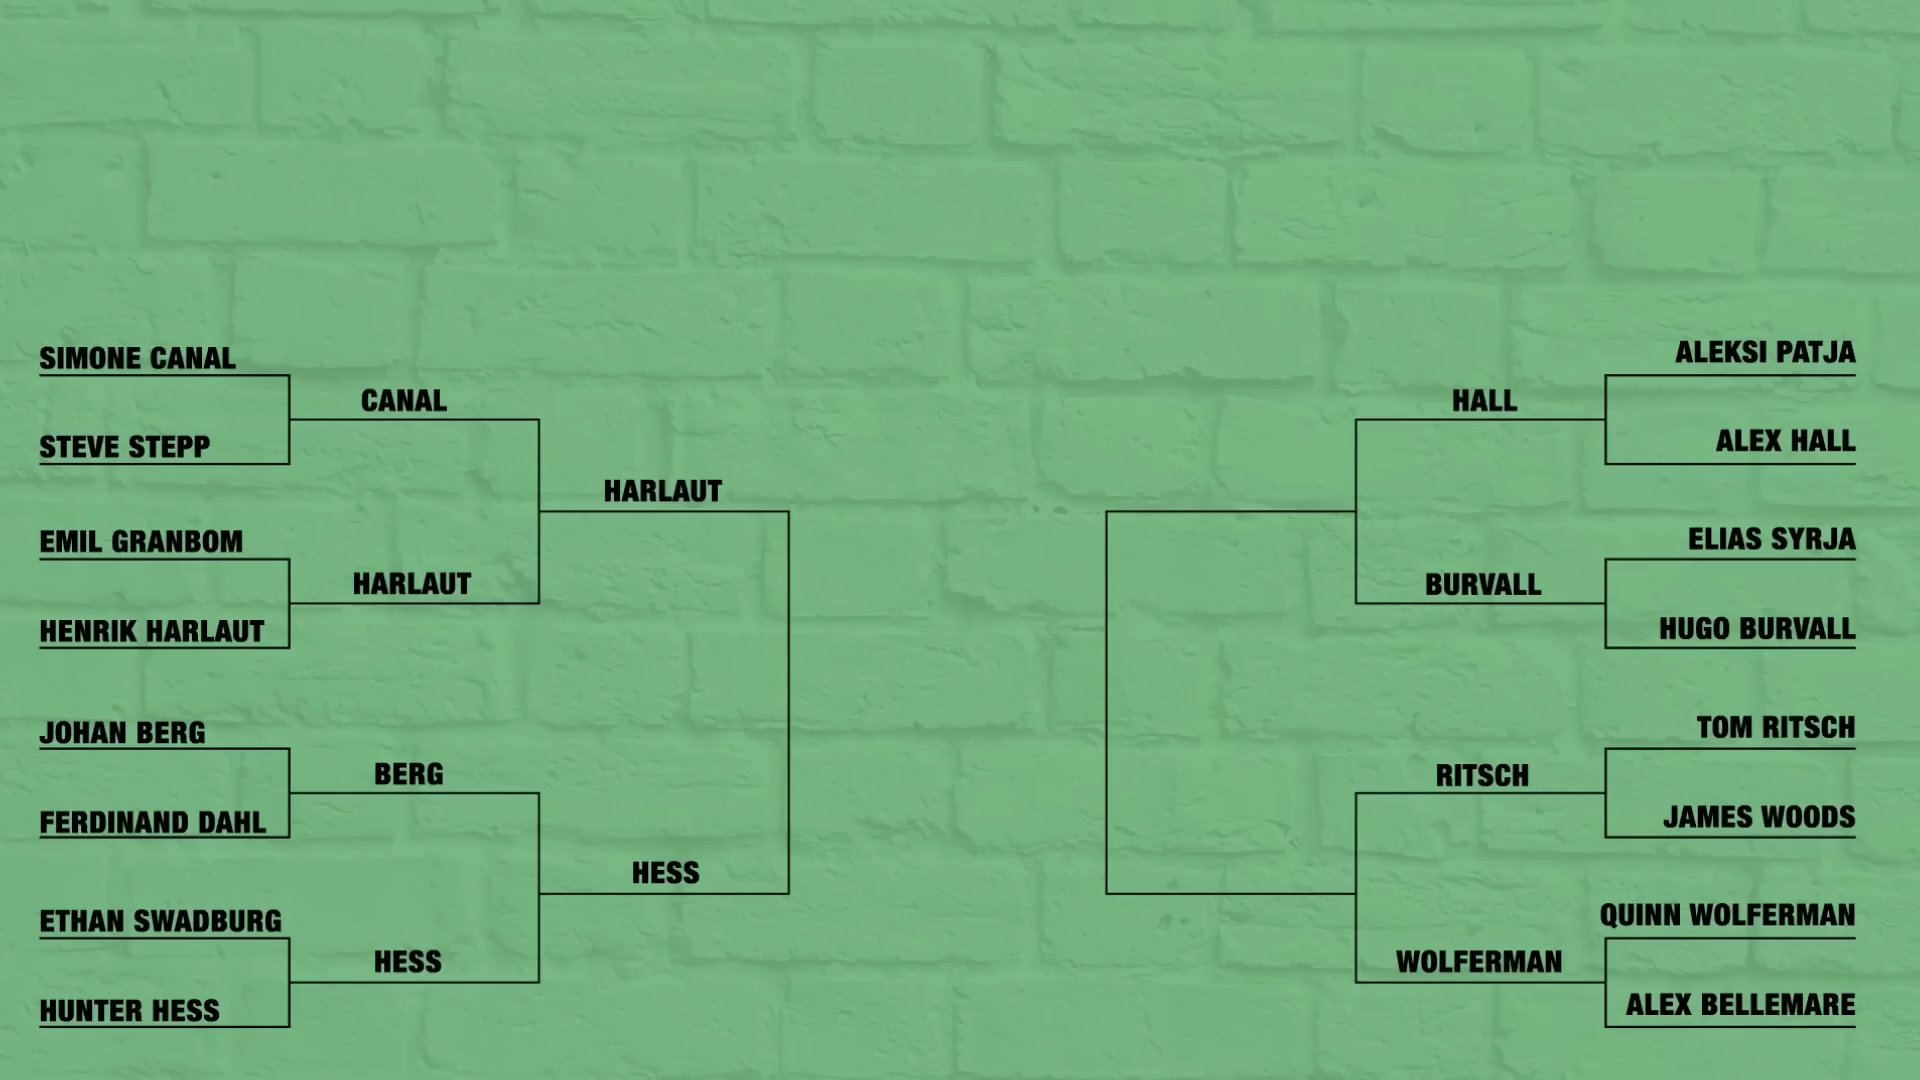 SIMONE CANAL
STEVE STEPP
EMIL GRANBOM
HENRIK HARLAUT
JOHAN BERG
FERDINAND DAHL
ETHAN SWADBURG
HUNTER HESS
CANAL
HARLAUT
BERG
HESS
HARLAUT
HESS
HALL
BURVALL
RITSCH
WOLFERMAN
ALEKSI PATJA
ALEX HALL
ELIAS SYRJA
HUGO BURVALL
TOM RITSCH
JAMES WOODS
QUINN WOLFERMAN
ALEX BELLEMARE